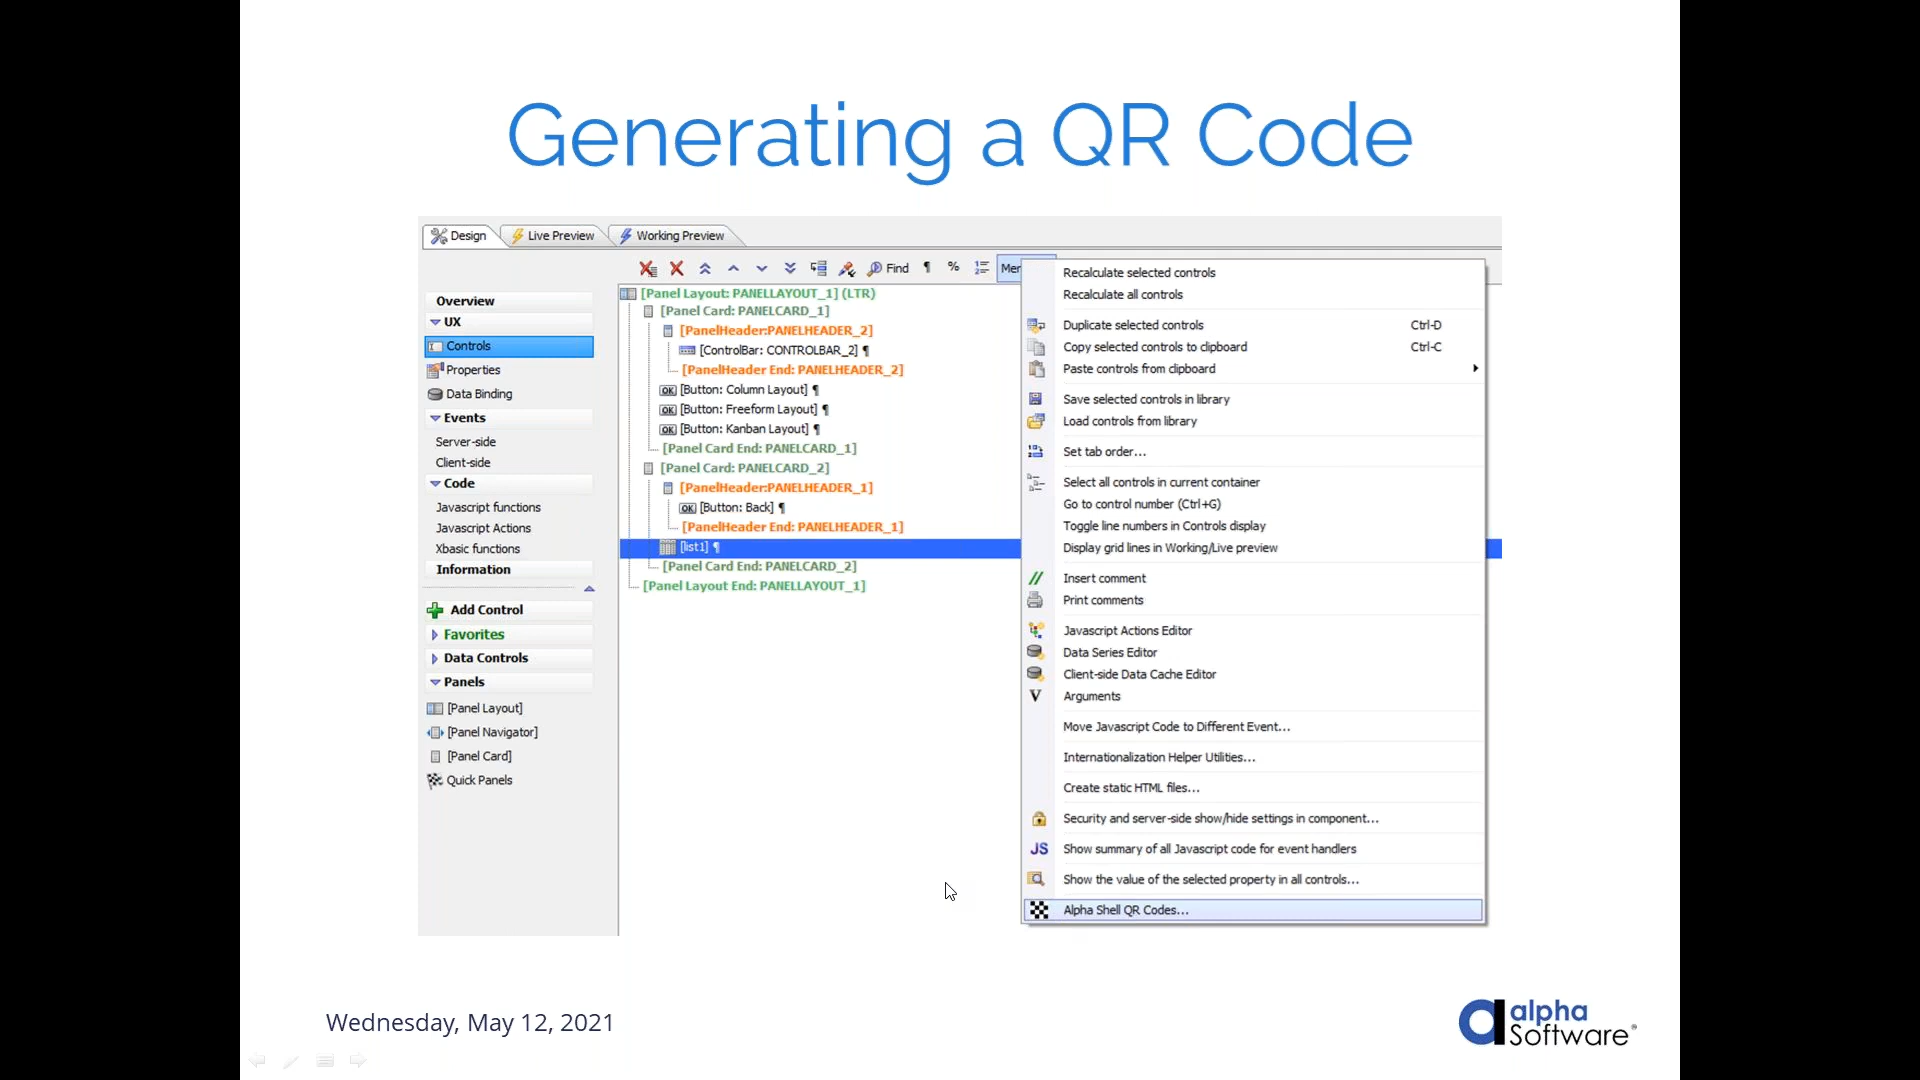 Generating a QR Code
Design
Live Preview
Working Preview
Find
¶
%
Overview
UX
Controls
Properties
Data Binding
Events
Server-side
Client-side
Code
Javascript functions
Javascript Actions
Xbasic functions
Information
Add Control
Favorites
Data Controls
Panels
[Panel Layout]
[Panel Navigator]
[Panel Card]
Quick Panels
[Panel Layout: PANELLAYOUT_1] (LTR)
[Panel Card: PANELCARD_1]
[PanelHeader:PANELHEADER_2]
[ControlBar: CONTROLBAR_2] ¶
[PanelHeader End: PANELHEADER_2]
OK [Button: Column Layout] ¶
OK [Button: Freeform Layout] ¶
OK [Button: Kanban Layout] ¶
[Panel Card End: PANELCARD_1]
[Panel Card: PANELCARD_2]
[PanelHeader:PANELHEADER_1]
OK [Button: Back] ¶
[PanelHeader End: PANELHEADER_1]
[list1] ¶
[Panel Card End: PANELCARD_2]
[Panel Layout End: PANELLAYOUT_1]
Recalculate selected controls
Recalculate all controls
Duplicate selected controls Ctrl-D
Copy selected controls to clipboard Ctrl-C
Paste controls from clipboard
Save selected controls in library
Load controls from library
Set tab order...
Select all controls in current container
Go to control number (Ctrl+G)
Toggle line numbers in Controls display
Display grid lines in Working/Live preview
// Insert comment
Print comments
Javascript Actions Editor
Data Series Editor
Client-side Data Cache Editor
V Arguments
Move Javascript Code to Different Event...
Internationalization Helper Utilities...
Create static HTML files...
Security and server-side show/hide settings in component...
JS Show summary of all Javascript code for event handlers
Show the value of the selected property in all controls...
Alpha Shell QR Codes...
Wednesday, May 12, 2021
alpha
Software®